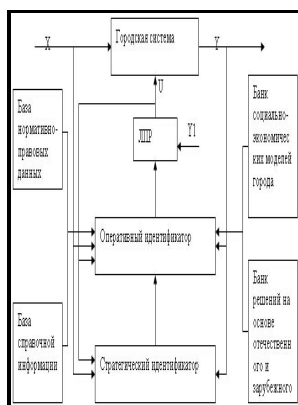 X
Городская система
Y
U
База
нормативно-
правовых
данных
ЛПР
Y1
Банк
социально-
экономичес
ких моделей
города
Оперативный идентификатор
База
справочной
информации
Стратегический идентификатор
Банк
решений на
основе
отечествен
ного и
зарубежного